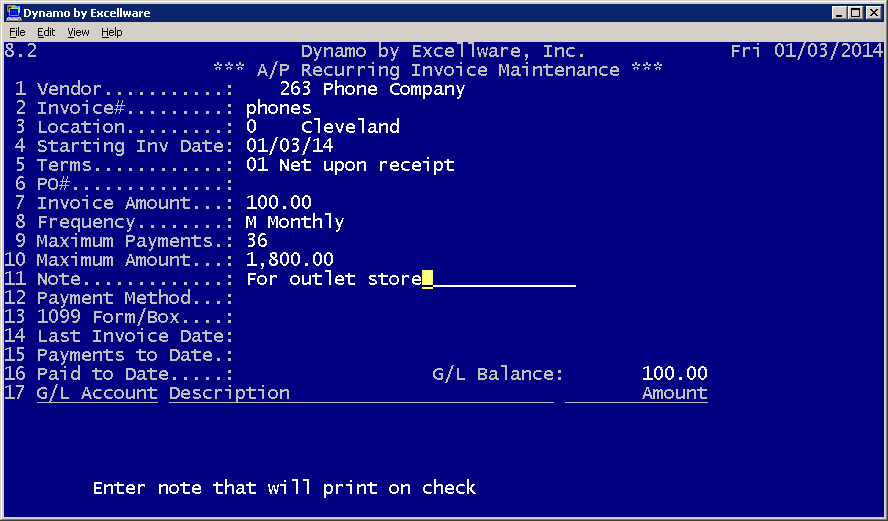 Dynamo by Excellware
File Edit View Help
8.2 Dynamo by Excellware, Inc. Fri 01/03/2014
*** A/P Recurring Invoice Maintenance ***
1 Vendor...........: 263 Phone Company
2 Invoice#.........: phones
3 Location.........: 0 Cleveland
4 Starting Inv Date: 01/03/14
5 Terms............: 01 Net upon receipt
6 PO#..............:
7 Invoice Amount...: 100.00
8 Frequency........: M Monthly
9 Maximum Payments.: 36
10 Maximum Amount...: 1,800.00
11 Note.............: For outlet store
12 Payment Method...:
13 1099 Form/Box....:
14 Last Invoice Date:
15 Payments to Date.:
16 Paid to Date.....: G/L Balance: 100.00
17 G/L Account Description Amount
Enter note that will print on check